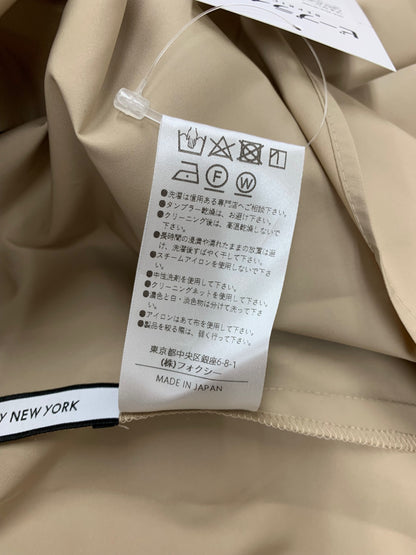 F
W
●洗濯は信用ある専門店へご相談下さい。
●タンブラー乾燥は、お避け下さい。
●クリーニング後は、高温乾燥しないで下さい。
●長時間の浸漬や濡れたままの放置は避け、洗濯後すばやく干して下さい。
●スチームアイロンを使用しないで下さい。
●中性洗剤を使用して下さい。
●クリーニングネットを使用して下さい。
●濃色と白・淡色は分けて洗って下さい。
●アイロンはあて布を使用して下さい。
●製品を絞る場合は、弱く行って下さい。
東京都中央区銀座6-8-1
(株)フォクシー
MADE IN JAPAN
Y NEW YORK